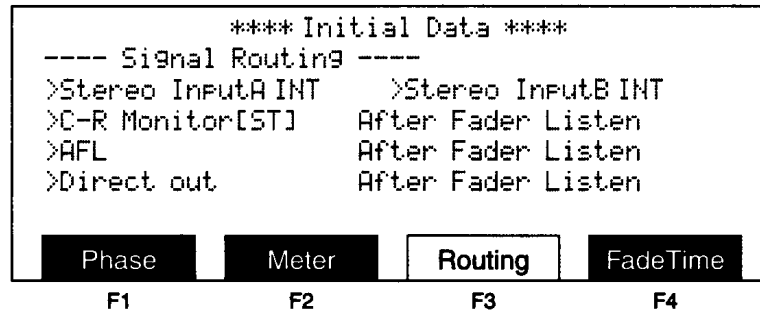 **** Initial Data ****
---- Signal Routing ----
>Stereo InputA INT >Stereo InputB INT
>C-R Monitor[ST] After Fader Listen
>AFL After Fader Listen
>Direct out After Fader Listen
Phase Meter Routing FadeTime
F1 F2 F3 F4